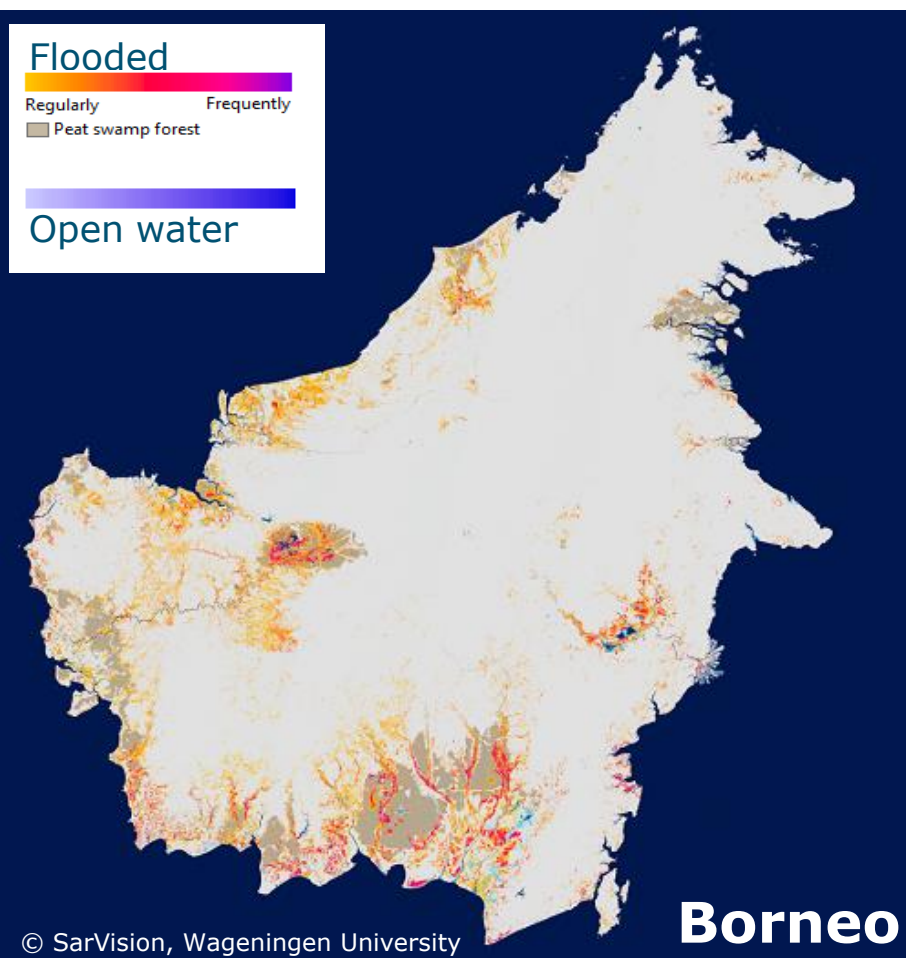 Flooded
Regularly Frequently
Peat swamp forest
Open water
Borneo
© SarVision, Wageningen University